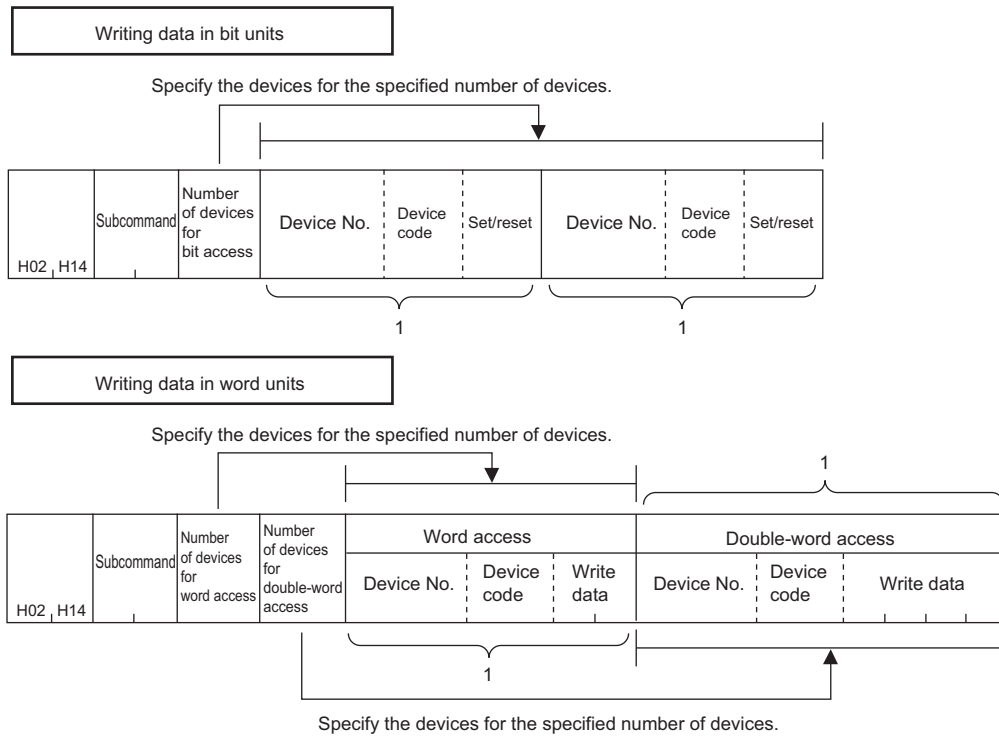 Writing data in bit units
Specify the devices for the specified number of devices.
H02 H14
Subcommand
Number
of devices
for
bit access
Device No.
Device
code
Set/reset
Device No.
Device
code
Set/reset
1
1
Writing data in word units
Specify the devices for the specified number of devices.
1
H02 H14
Subcommand
Number
of devices
for
word access
Number
of devices
for
double-word
access
Word access
Device No.
Device
code
Write
data
Double-word access
Device No.
Device
code
Write data
1
Specify the devices for the specified number of devices.